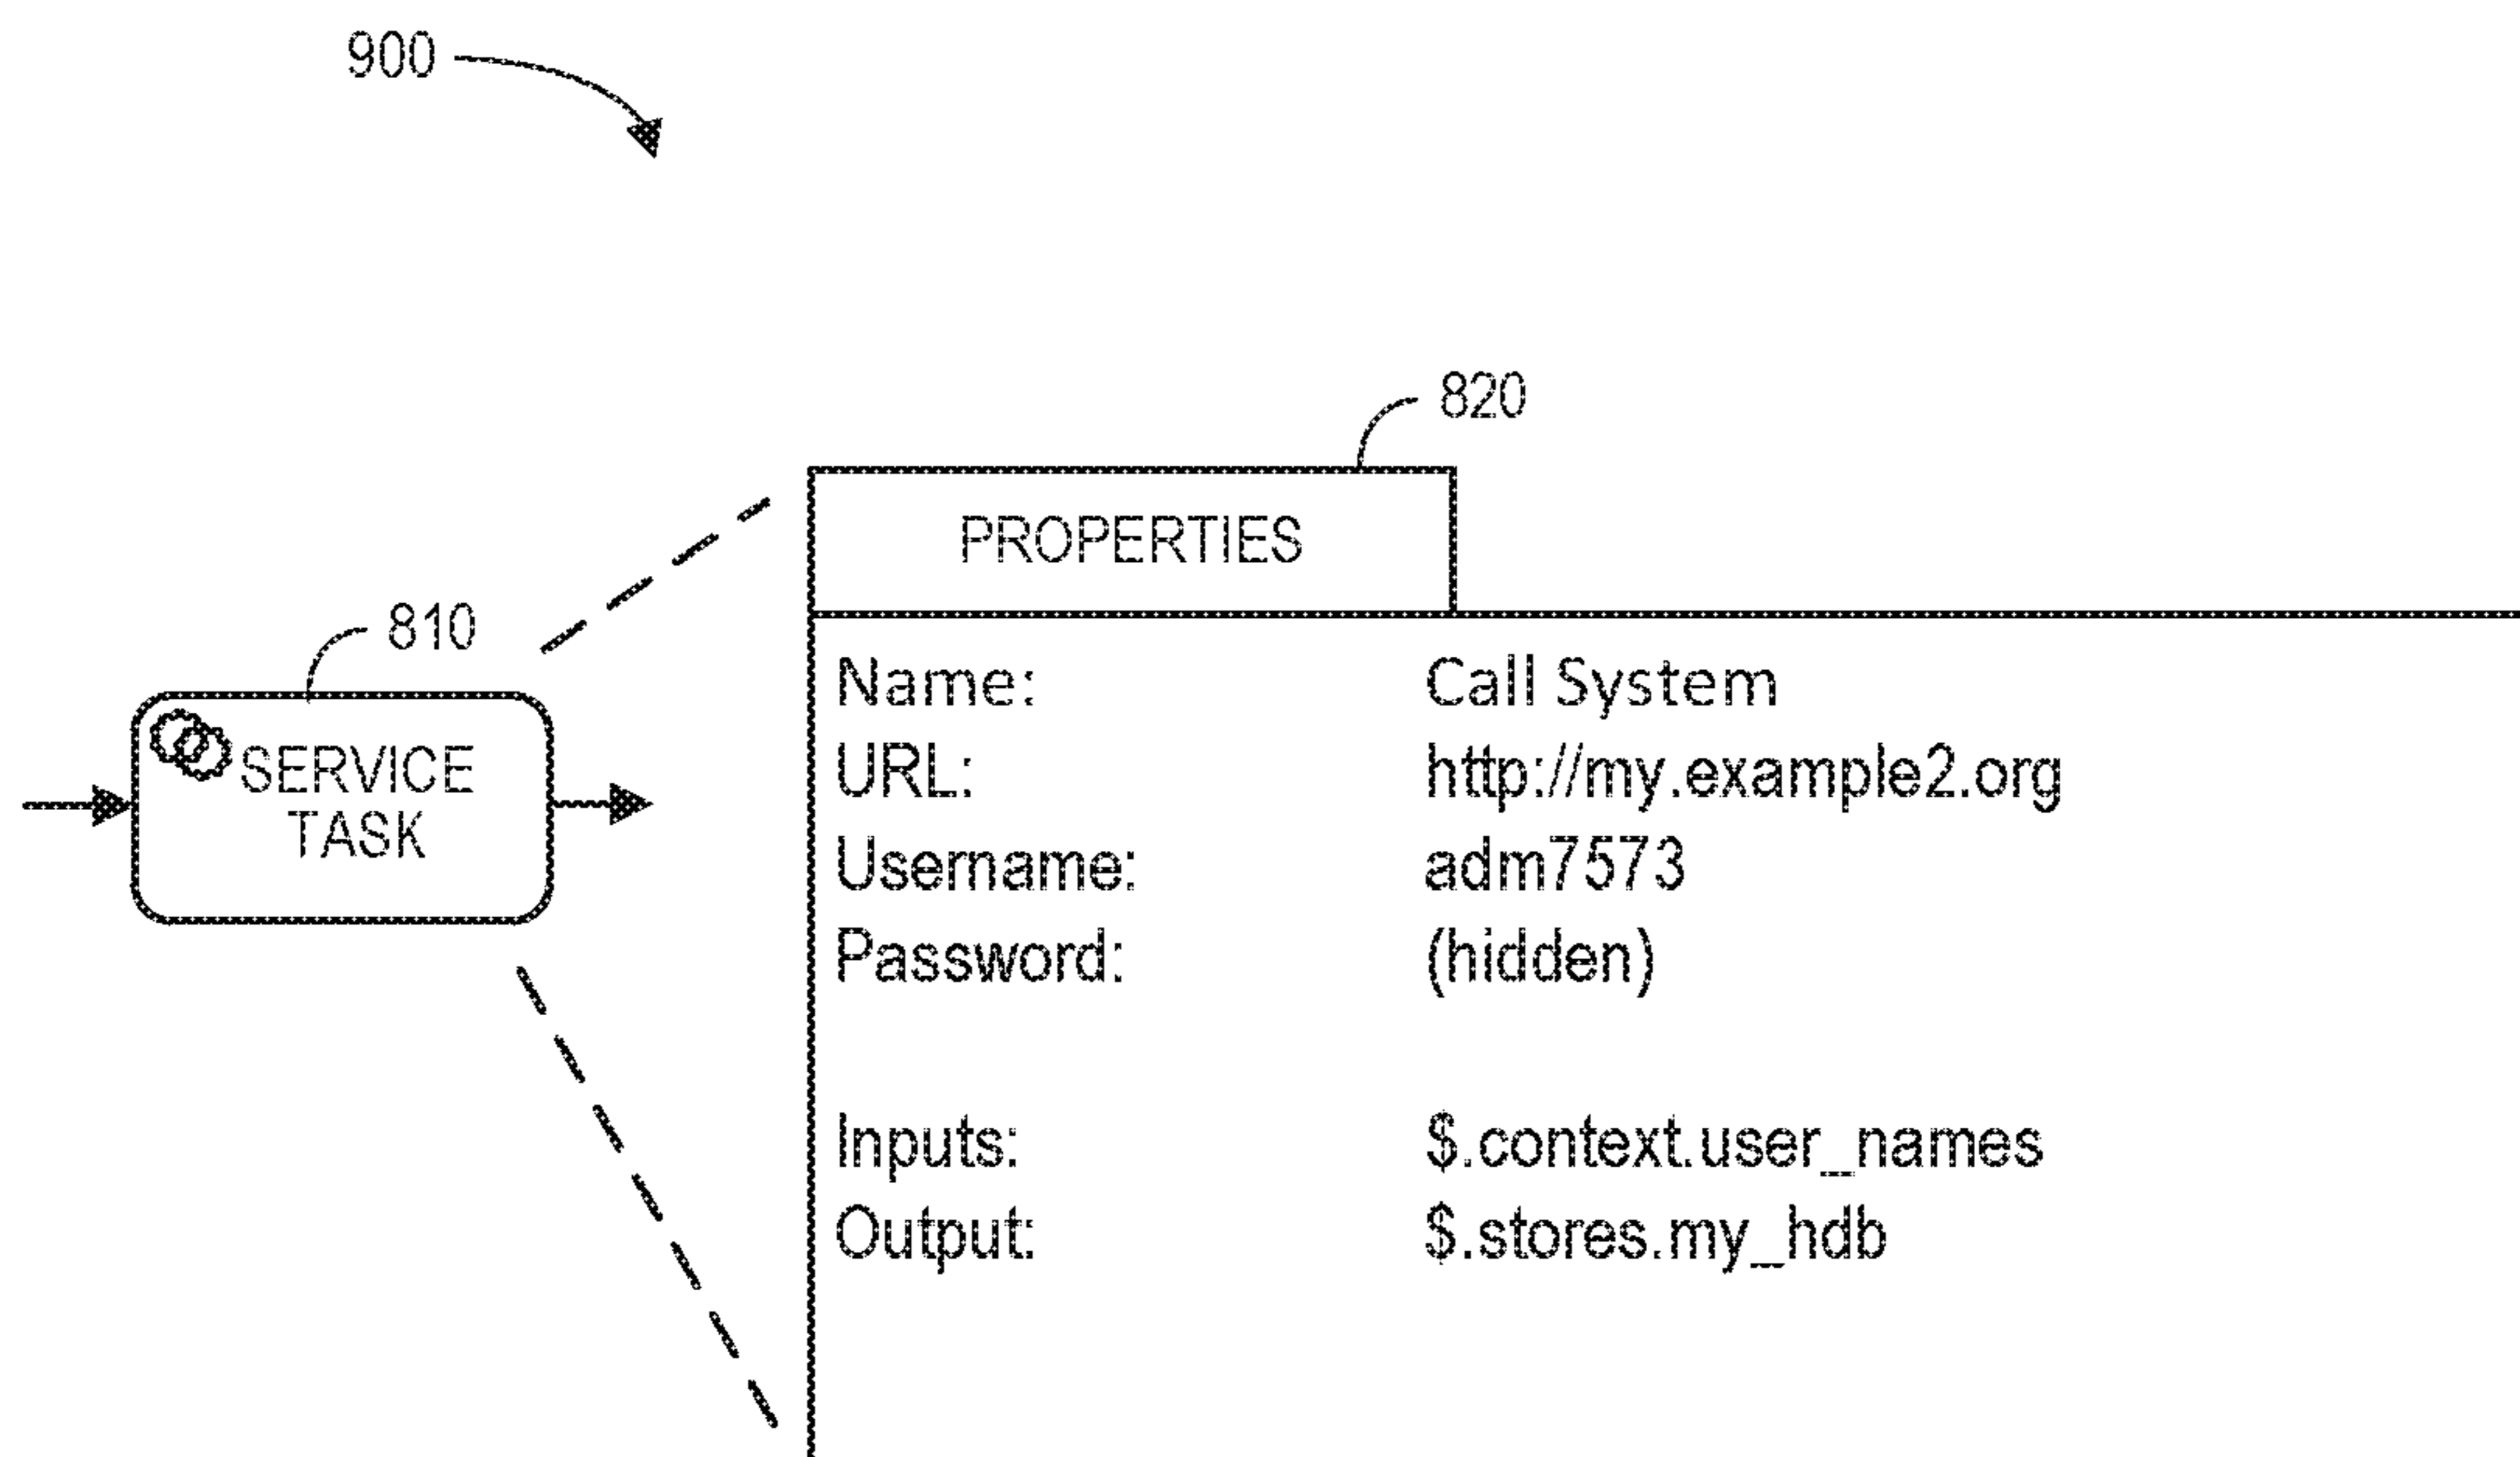 900
820
PROPERTIES
810
SERVICE
TASK
Name: Call System
URL: http://my.example2.org
Username: adm7573
Password: (hidden)
Inputs: $.context.user_names
Output: $.stores.my_hdb